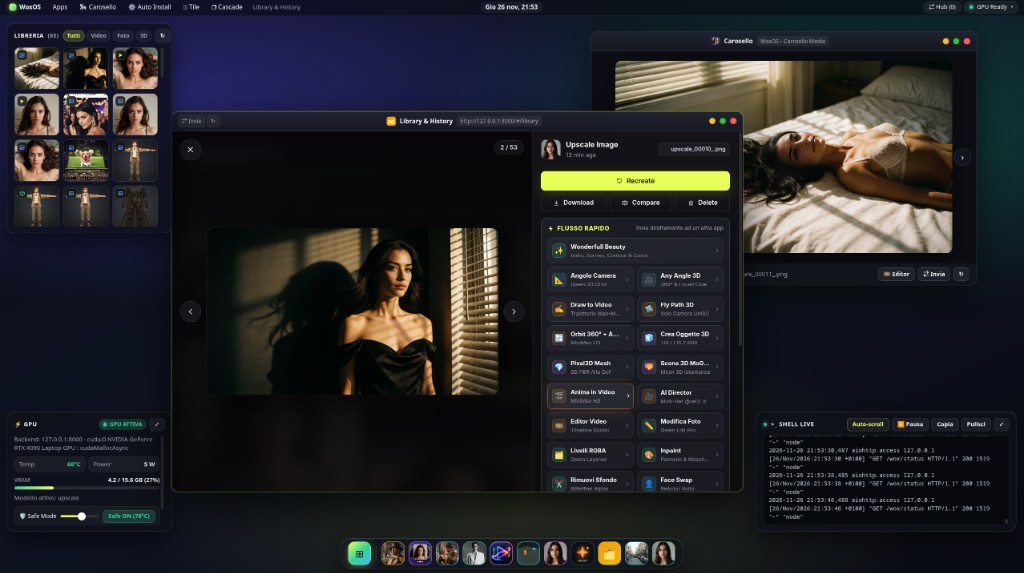 WoxOS Apps Carosello Auto Install Tile Cascade Library & History
Gio 26 nov, 21:53
Hub (0) GPU Ready
LIBRERIA (63) Tutti Video Foto 3D
Carosello WoxOS • Carosello Media
Editor Invia
Invia
Library & History http://127.0.0.1:3000/#/library
2 / 53
Upscale Image
13 min ago
upscale_00010_.png
Recreate
Download Compare Delete
FLUSSO RAPIDO Invia direttamente ad un'altra app
Wonderfull Beauty
Angolo Camera
Any Angle 3D
Draw to Video
Fly Path 3D
Orbit 360° + A...
Crea Oggetto 3D
Pixal3D Mesh
Scena 3D MoG...
Anima in Video
AI Director
Editor Video
Timeline Studio
Modifica Foto
Livelli RGBA
Qwen Layered
Inpaint
Rimuovi Sfondo
Face Swap
GPU GPU ATTIVA
Backend: 127.0.0.1:8000 · cuda:0 NVIDIA GeForce
RTX 4090 Laptop GPU : cudaMallocAsync
Temp 60°C Power 5 W
VRAM 4.2 / 15.6 GB (27%)
Modello attivo: upscale
Safe Mode Safe ON (78°C)
>_ SHELL LIVE Auto-scroll Pausa Copia Pulisci
"-" "node"
2026-11-26 21:53:30,487 aiohttp.access 127.0.0.1
[26/Nov/2026:21:53:30 +0100] "GET /wox/status HTTP/1.1" 200 1519
"-" "node"
2026-11-26 21:53:38,485 aiohttp.access 127.0.0.1
[26/Nov/2026:21:53:38 +0100] "GET /wox/status HTTP/1.1" 200 1519
"-" "node"
2026-11-26 21:53:46,488 aiohttp.access 127.0.0.1
[26/Nov/2026:21:53:46 +0100] "GET /wox/status HTTP/1.1" 200 1519
"-" "node"